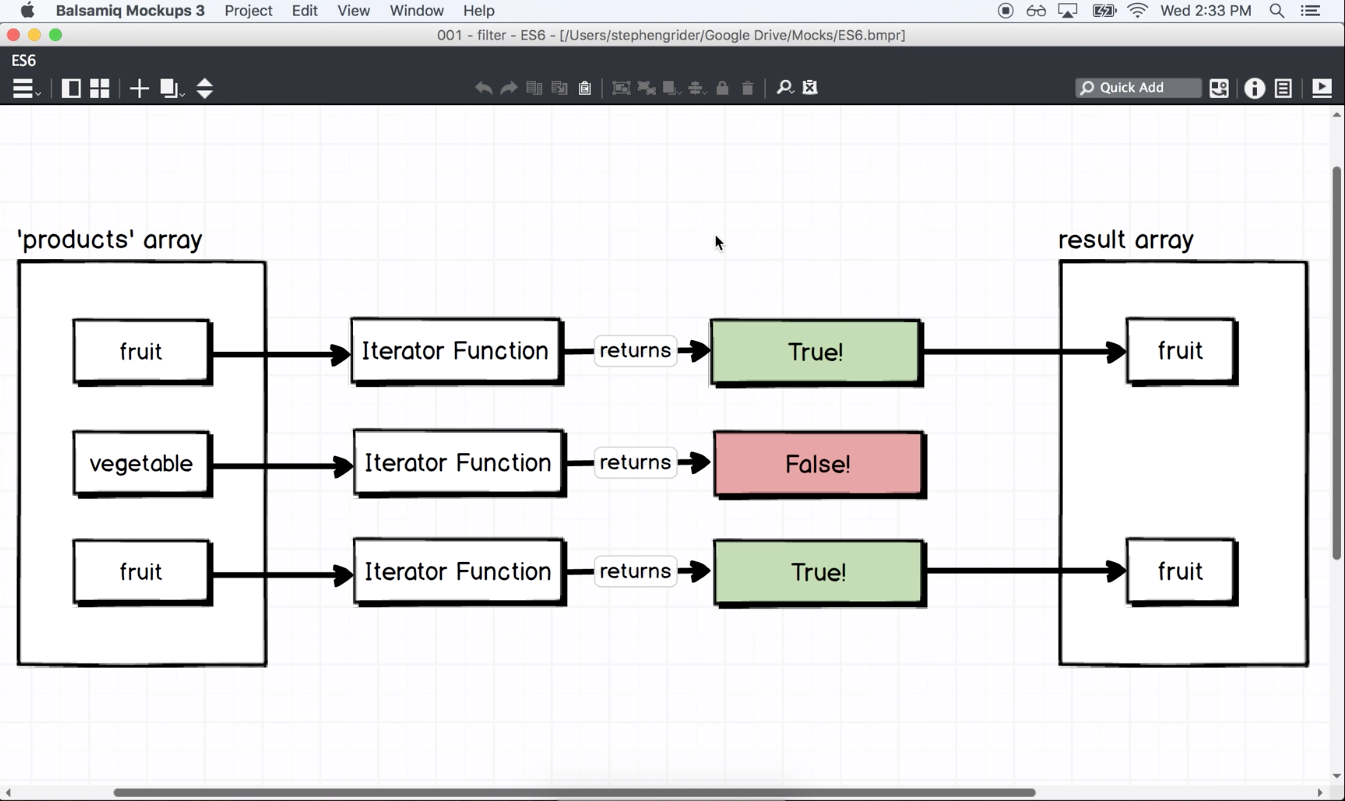 Balsamiq Mockups 3 Project Edit View Window Help Wed 2:33 PM
001 - filter - ES6 - [/Users/stephengrider/Google Drive/Mocks/ES6.bmpr]
ES6
Quick Add
'products' array
result array
fruit
Iterator Function
returns
True!
fruit
vegetable
Iterator Function
returns
False!
fruit
Iterator Function
returns
True!
fruit